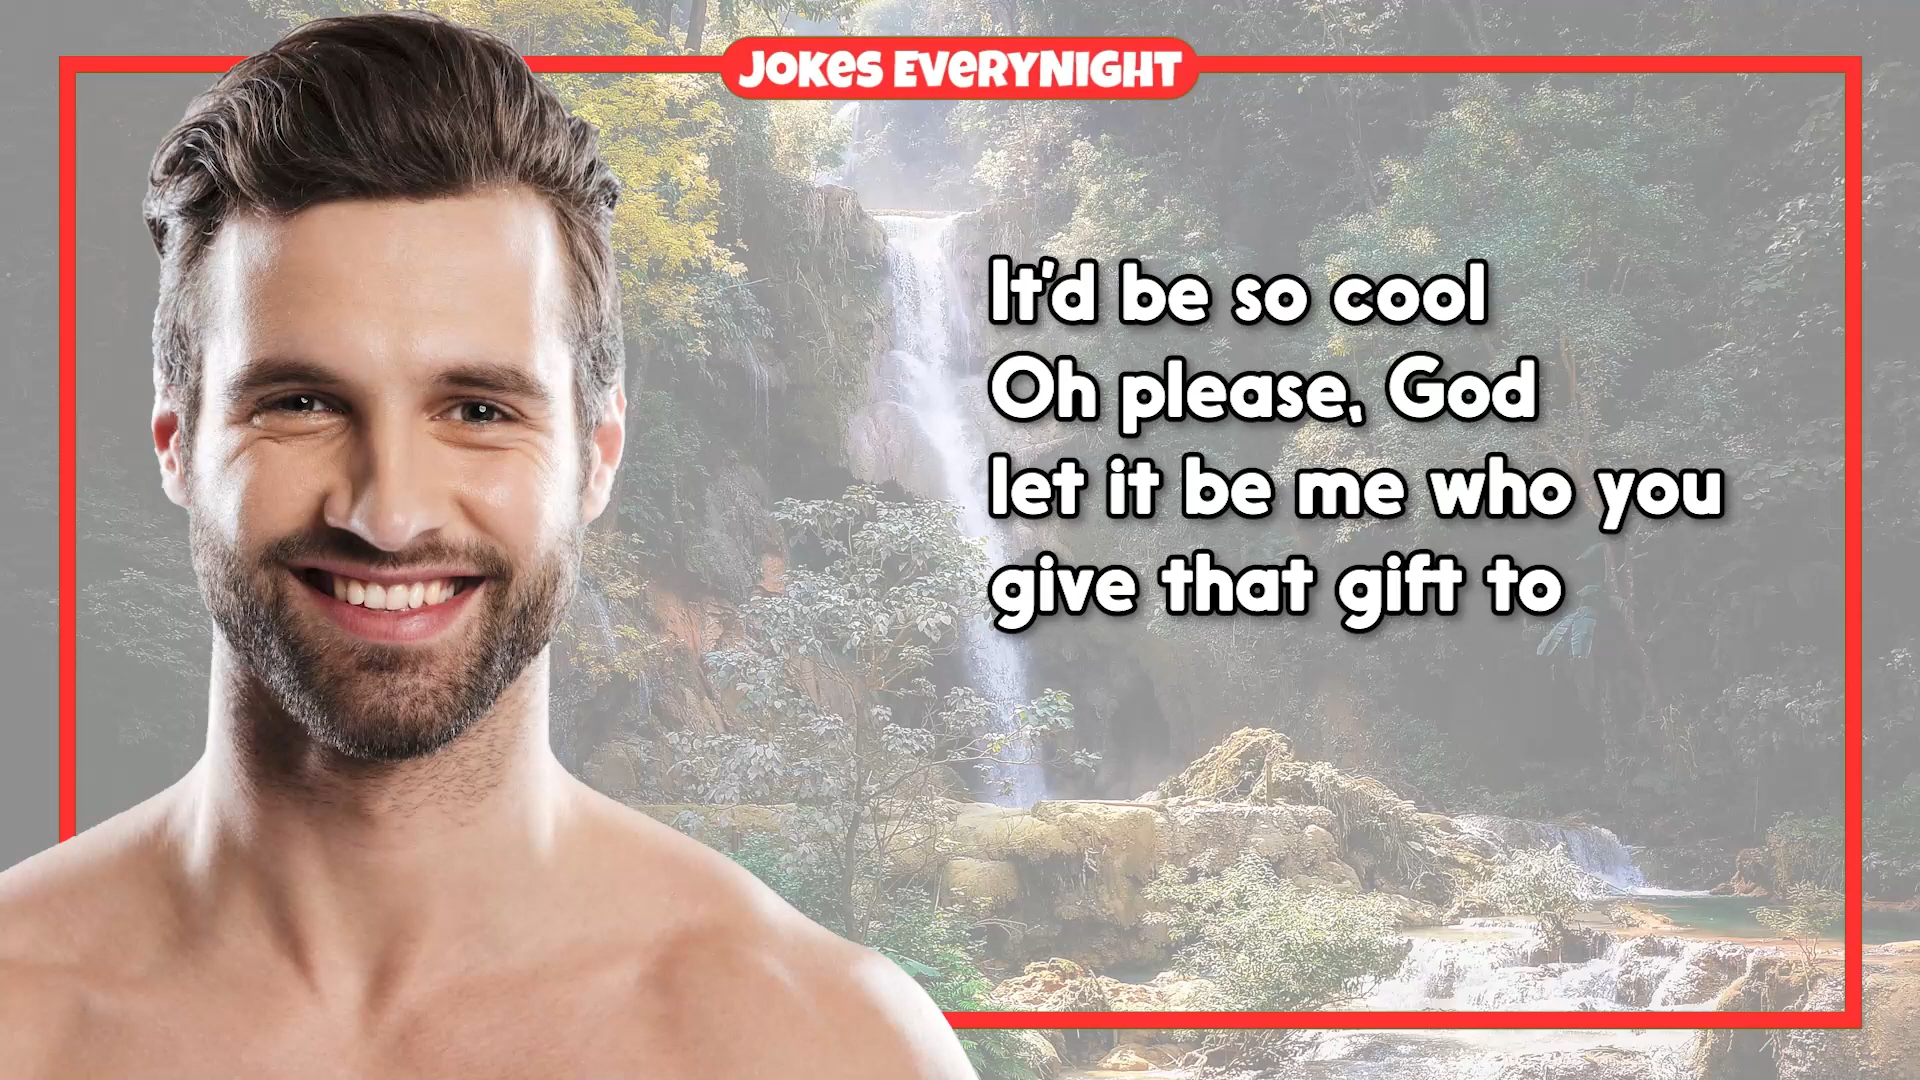 JOKES EVERYNIGHT
It'd be so cool
Oh please, God
let it be me who you
give that gift to